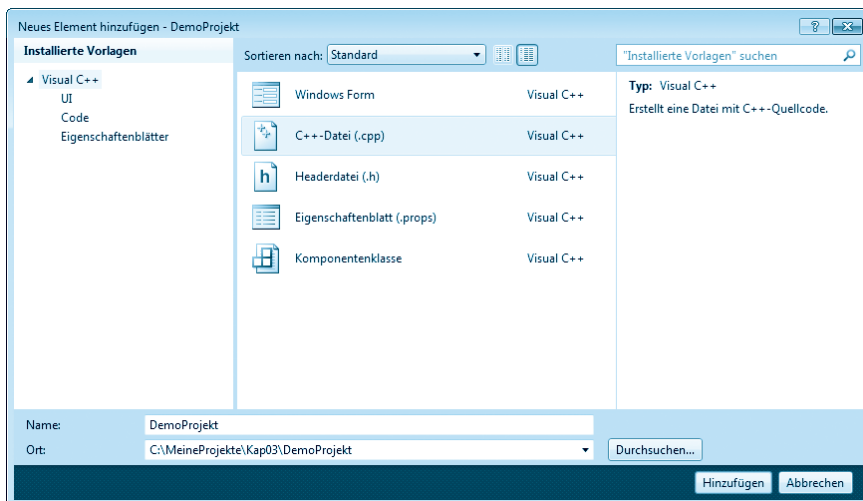 Neues Element hinzufügen - DemoProjekt
Installierte Vorlagen
Sortieren nach: Standard
"Installierte Vorlagen" suchen
Visual C++
UI
Code
Eigenschaftenblätter
Windows Form Visual C++
C++-Datei (.cpp) Visual C++
Headerdatei (.h) Visual C++
Eigenschaftenblatt (.props) Visual C++
Komponentenklasse Visual C++
Typ: Visual C++
Erstellt eine Datei mit C++-Quellcode.
Name: DemoProjekt
Ort: C:\MeineProjekte\Kap03\DemoProjekt
Durchsuchen...
Hinzufügen Abbrechen